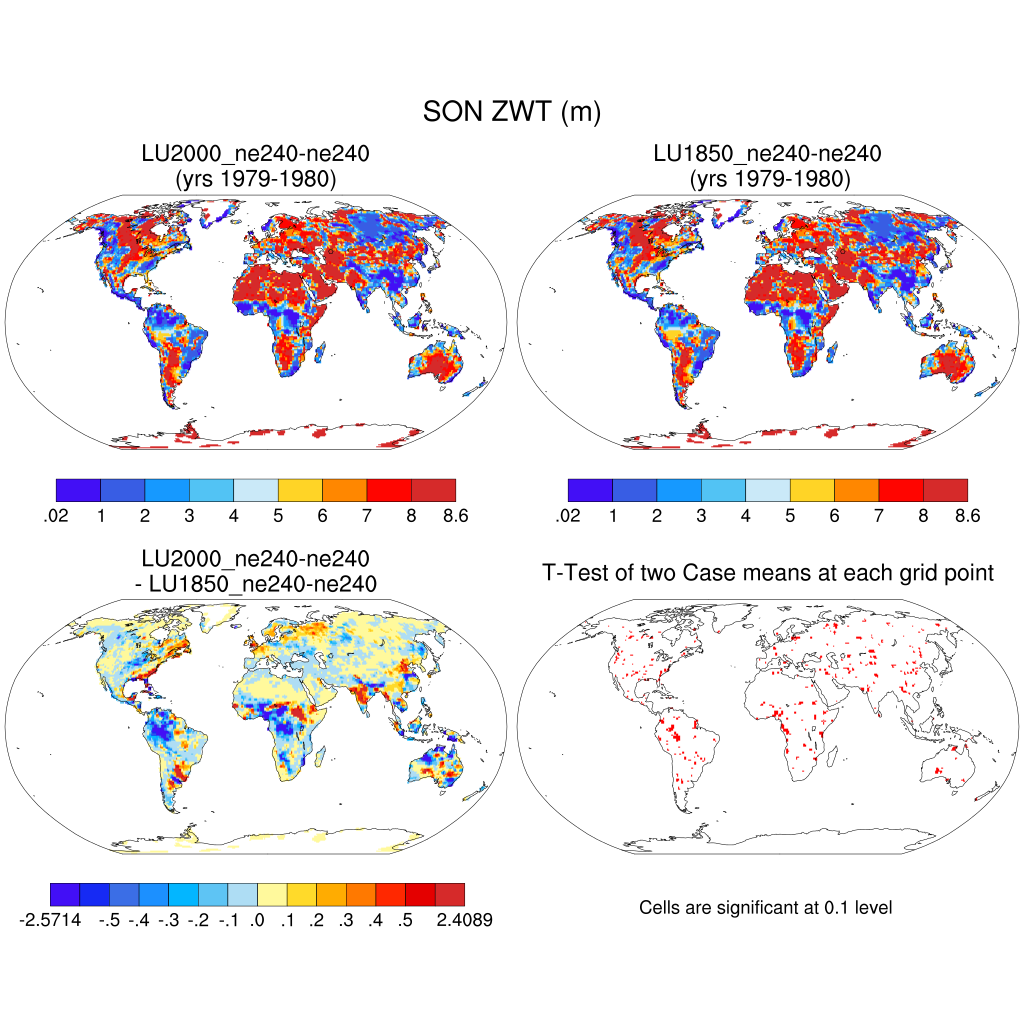 SON ZWT (m)
LU2000_ne240-ne240
(yrs 1979-1980)
LU1850_ne240-ne240
(yrs 1979-1980)
.02 1 2 3 4 5 6 7 8 8.6
.02 1 2 3 4 5 6 7 8 8.6
LU2000_ne240-ne240
- LU1850_ne240-ne240
T-Test of two Case means at each grid point
-2.5714 -.5 -.4 -.3 -.2 -.1 .0 .1 .2 .3 .4 .5 2.4089
Cells are significant at 0.1 level